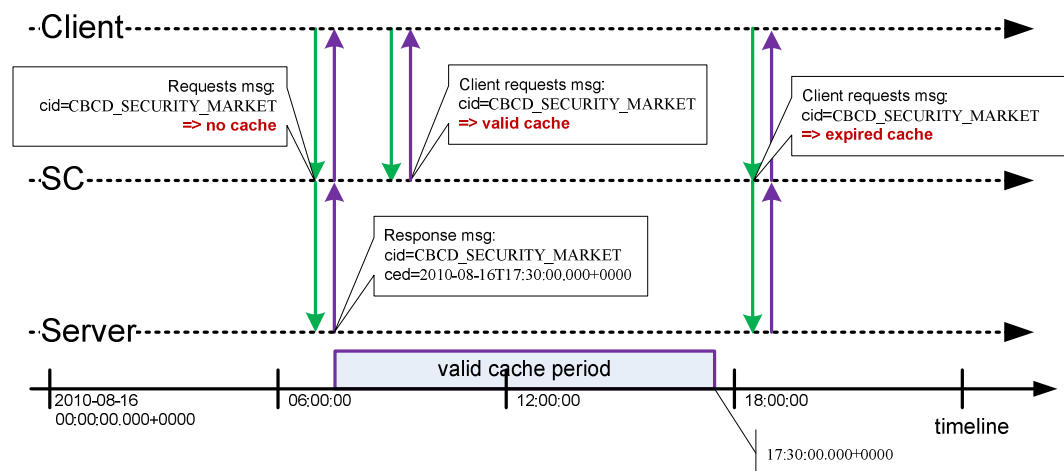 Client
Requests msg:
cid=CBCD_SECURITY_MARKET
=> no cache
Client requests msg:
cid=CBCD_SECURITY_MARKET
=> valid cache
Client requests msg:
cid=CBCD_SECURITY_MARKET
=> expired cache
SC
Response msg:
cid=CBCD_SECURITY_MARKET
ced=2010-08-16T17:30:00.000+0000
Server
valid cache period
2010-08-16
00:00:00.000+0000
06:00:00
12:00:00
18:00:00
timeline
17:30:00.000+0000